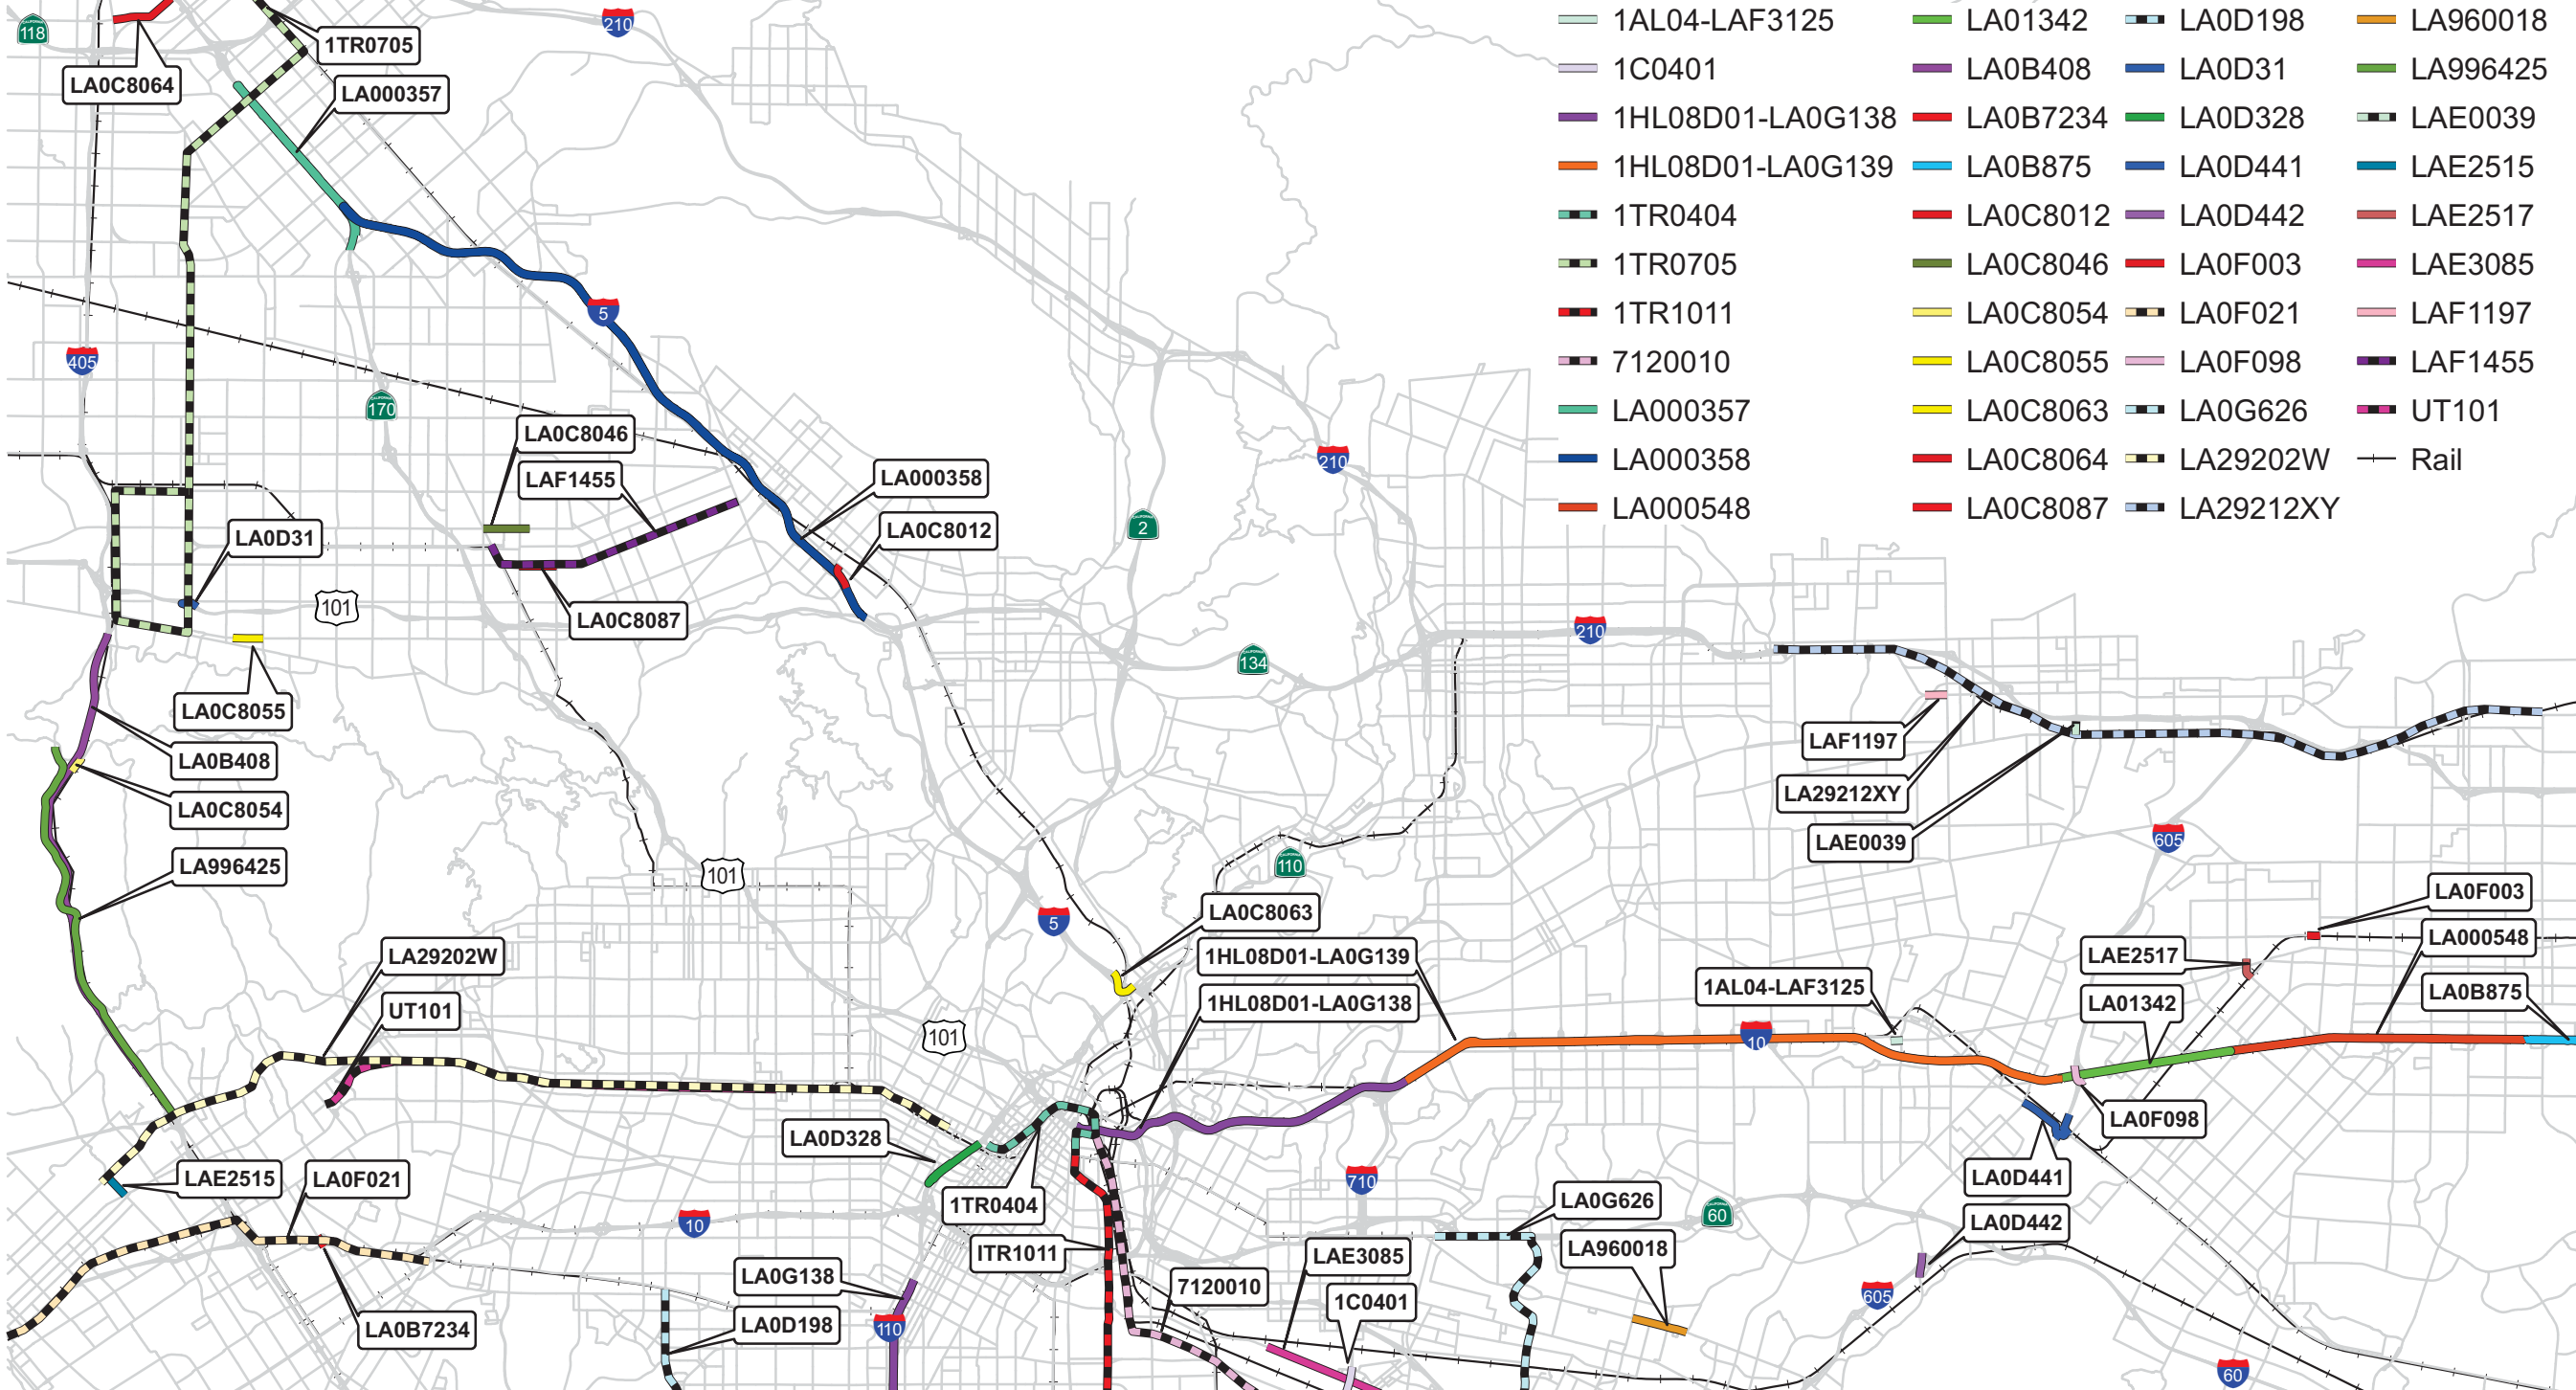 1AL04-LAF3125
1C0401
1HL08D01-LA0G138
1HL08D01-LA0G139
1TR0404
1TR0705
1TR1011
7120010
LA000357
LA000358
LA000548
LA01342
LA0B408
LA0B7234
LA0B875
LA0C8012
LA0C8046
LA0C8054
LA0C8055
LA0C8063
LA0C8064
LA0C8087
LA0D198
LA0D31
LA0D328
LA0D441
LA0D442
LA0F003
LA0F021
LA0F098
LA0G626
LA29202W
LA29212XY
LA960018
LA996425
LAE0039
LAE2515
LAE2517
LAE3085
LAF1197
LAF1455
UT101
Rail
118
210
1TR0705
LA0C8064
LA000357
5
405
170
LA0C8046
LAF1455
LA000358
LA0C8012
210
2
LA0D31
101
LA0C8087
134
210
LA0C8055
LA0B408
LA0C8054
LA996425
LAF1197
LA29212XY
LAE0039
605
101
110
5
LA0C8063
LA0F003
LA000548
LA29202W
1HL08D01-LA0G139
1AL04-LAF3125
LAE2517
LA0B875
UT101
1HL08D01-LA0G138
LA01342
101
10
LA0D328
LA0F098
LAE2515
LA0F021
710
LA0D441
1TR0404
LA0G626
60
LA0D442
10
ITR1011
LAE3085
LA960018
LA0G138
7120010
1C0401
605
110
LA0D198
LA0B7234
60